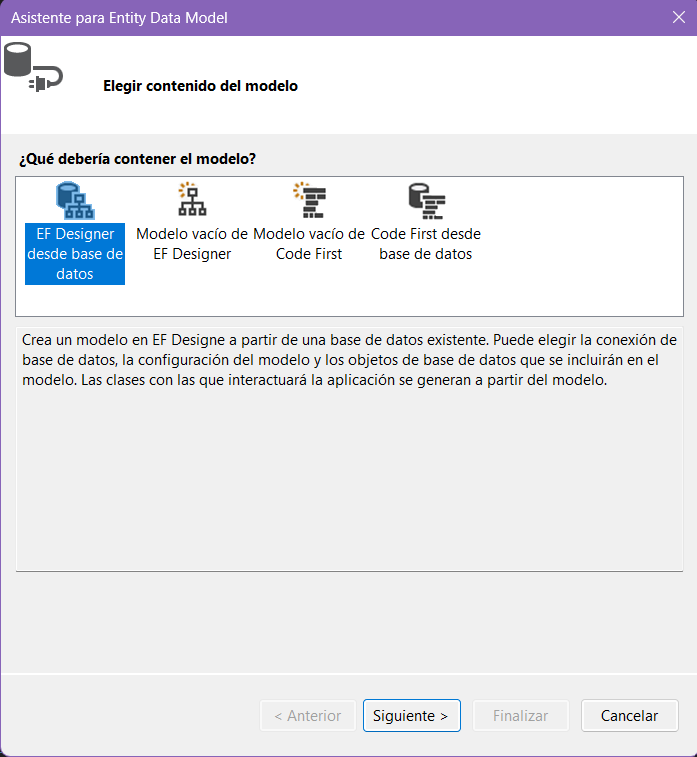 Asistente para Entity Data Model
Elegir contenido del modelo
¿Qué debería contener el modelo?
EF Designer
desde base de
datos
Modelo vacío de
EF Designer
Modelo vacío de
Code First
Code First desde
base de datos
Crea un modelo en EF Designe a partir de una base de datos existente. Puede elegir la conexión de
base de datos, la configuración del modelo y los objetos de base de datos que se incluirán en el
modelo. Las clases con las que interactuará la aplicación se generan a partir del modelo.
< Anterior
Siguiente >
Finalizar
Cancelar